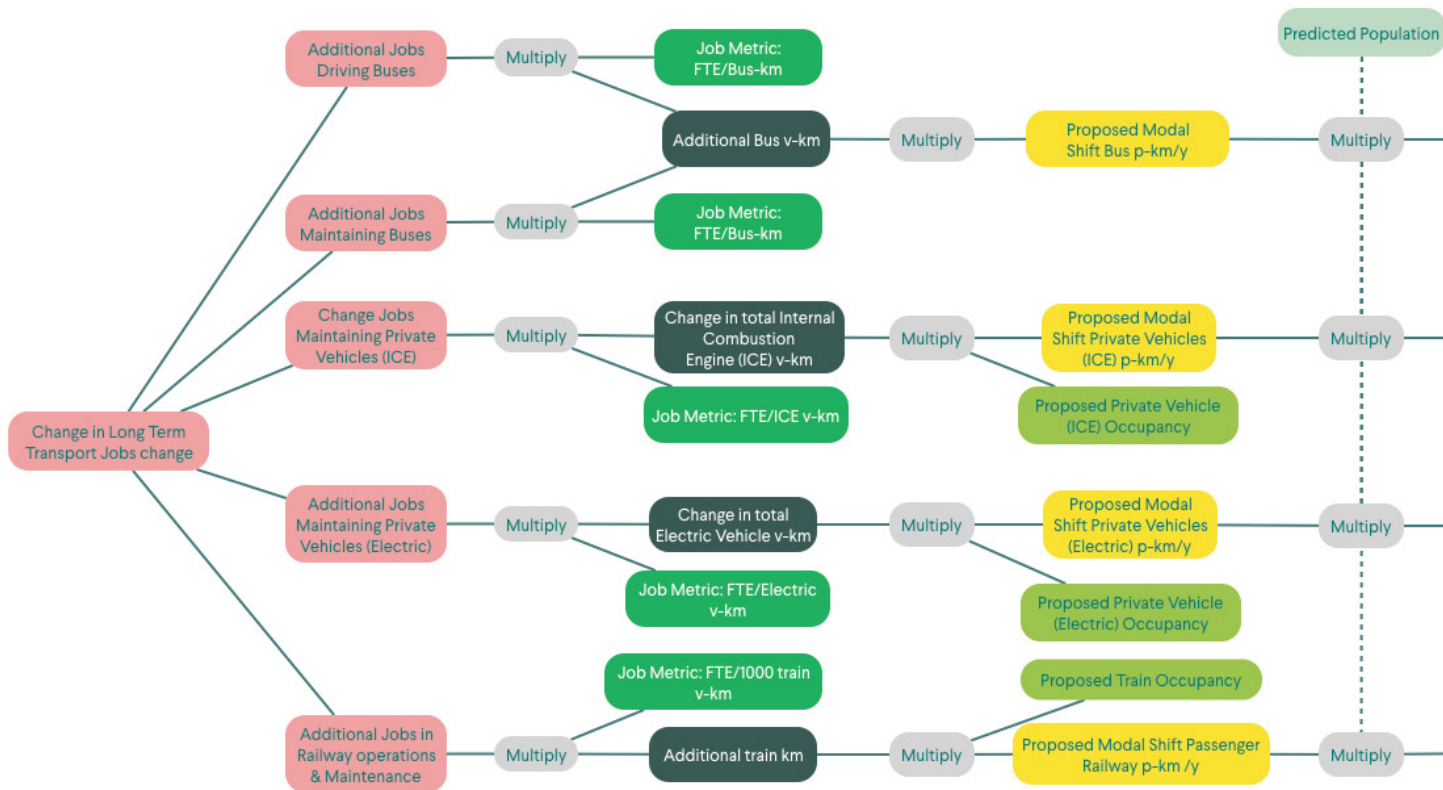 Predicted Population
Additional Jobs
Driving Buses
Multiply
Job Metric:
FTE/Bus-km
Additional Bus v-km
Multiply
Proposed Modal
Shift Bus p-km/y
Multiply
Additional Jobs
Maintaining Buses
Multiply
Job Metric:
FTE/Bus-km
Change Jobs
Maintaining Private
Vehicles (ICE)
Multiply
Change in total Internal
Combustion
Engine (ICE) v-km
Multiply
Proposed Modal
Shift Private Vehicles
(ICE) p-km/y
Multiply
Job Metric: FTE/ICE v-km
Proposed Private Vehicle
(ICE) Occupancy
Change in Long Term
Transport Jobs change
Additional Jobs
Maintaining Private
Vehicles (Electric)
Multiply
Change in total
Electric Vehicle v-km
Multiply
Proposed Modal
Shift Private Vehicles
(Electric) p-km/y
Multiply
Job Metric: FTE/Electric
v-km
Proposed Private Vehicle
(Electric) Occupancy
Job Metric: FTE/1000 train
v-km
Proposed Train Occupancy
Additional Jobs in
Railway operations
& Maintenance
Multiply
Additional train km
Multiply
Proposed Modal Shift Passenger
Railway p-km /y
Multiply